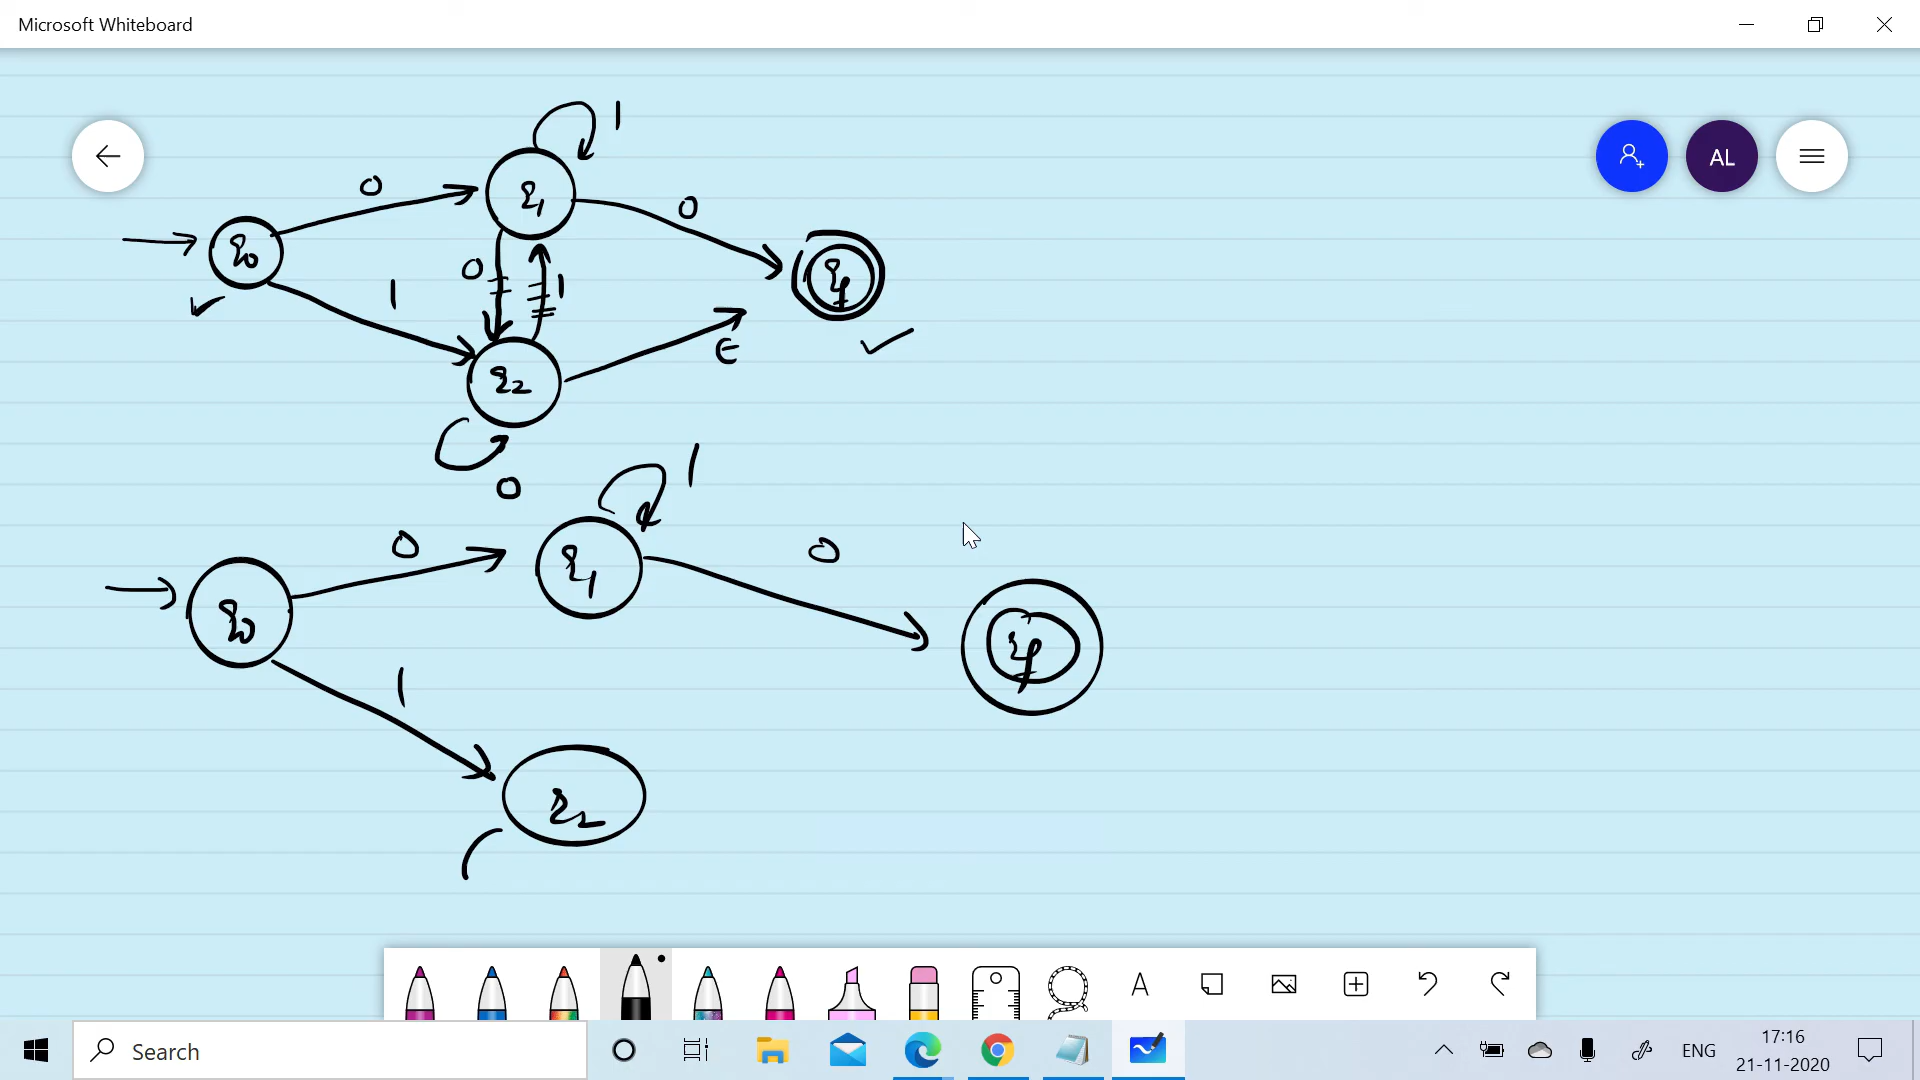 Microsoft Whiteboard
1
0
q1
0
AL
q0
0
1
qf
1
q2
ϵ
0
1
0
q1
0
q0
qf
1
q2
A
Search
ENG
17:16
21-11-2020